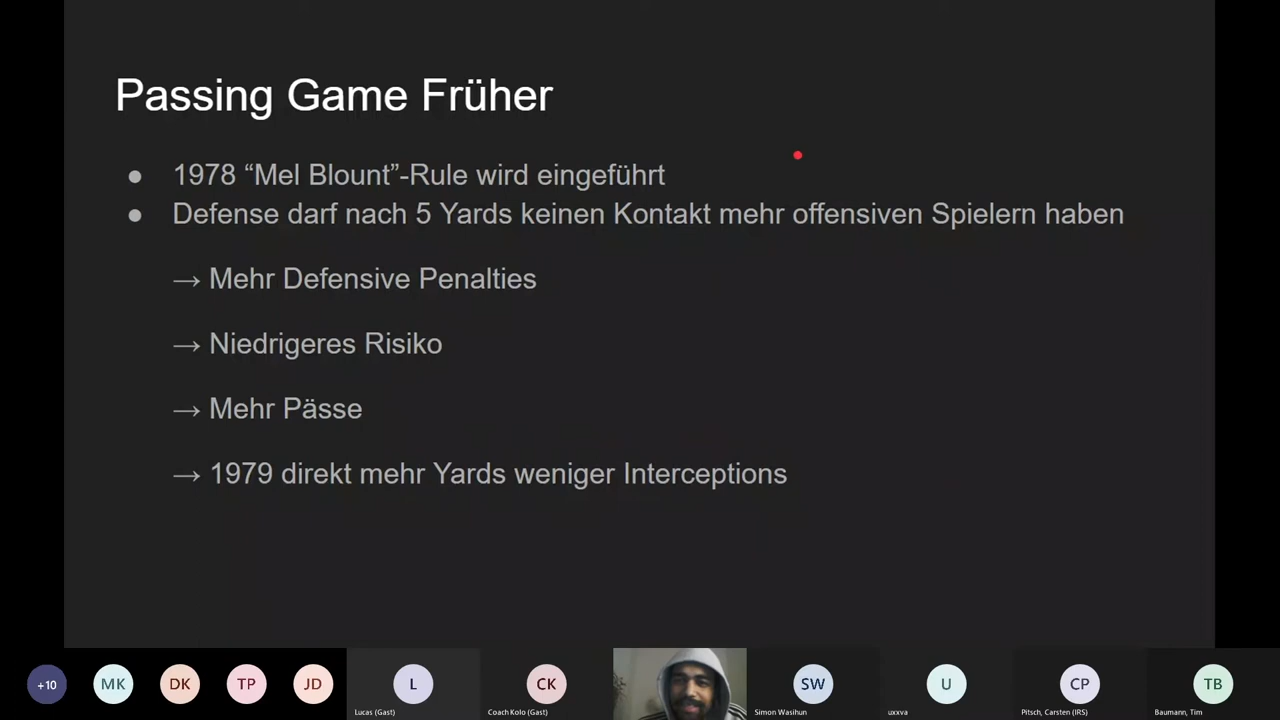 Passing Game Früher
● 1978 “Mel Blount”-Rule wird eingeführt
● Defense darf nach 5 Yards keinen Kontakt mehr offensiven Spielern haben
→ Mehr Defensive Penalties
→ Niedrigeres Risiko
→ Mehr Pässe
→ 1979 direkt mehr Yards weniger Interceptions
+10 MK DK TP JD L CK SW U CP TB
Lucas (Gast) Coach Kolo (Gast) Simon Wasihun uxxva Pitsch, Carsten (IRS) Baumann, Tim